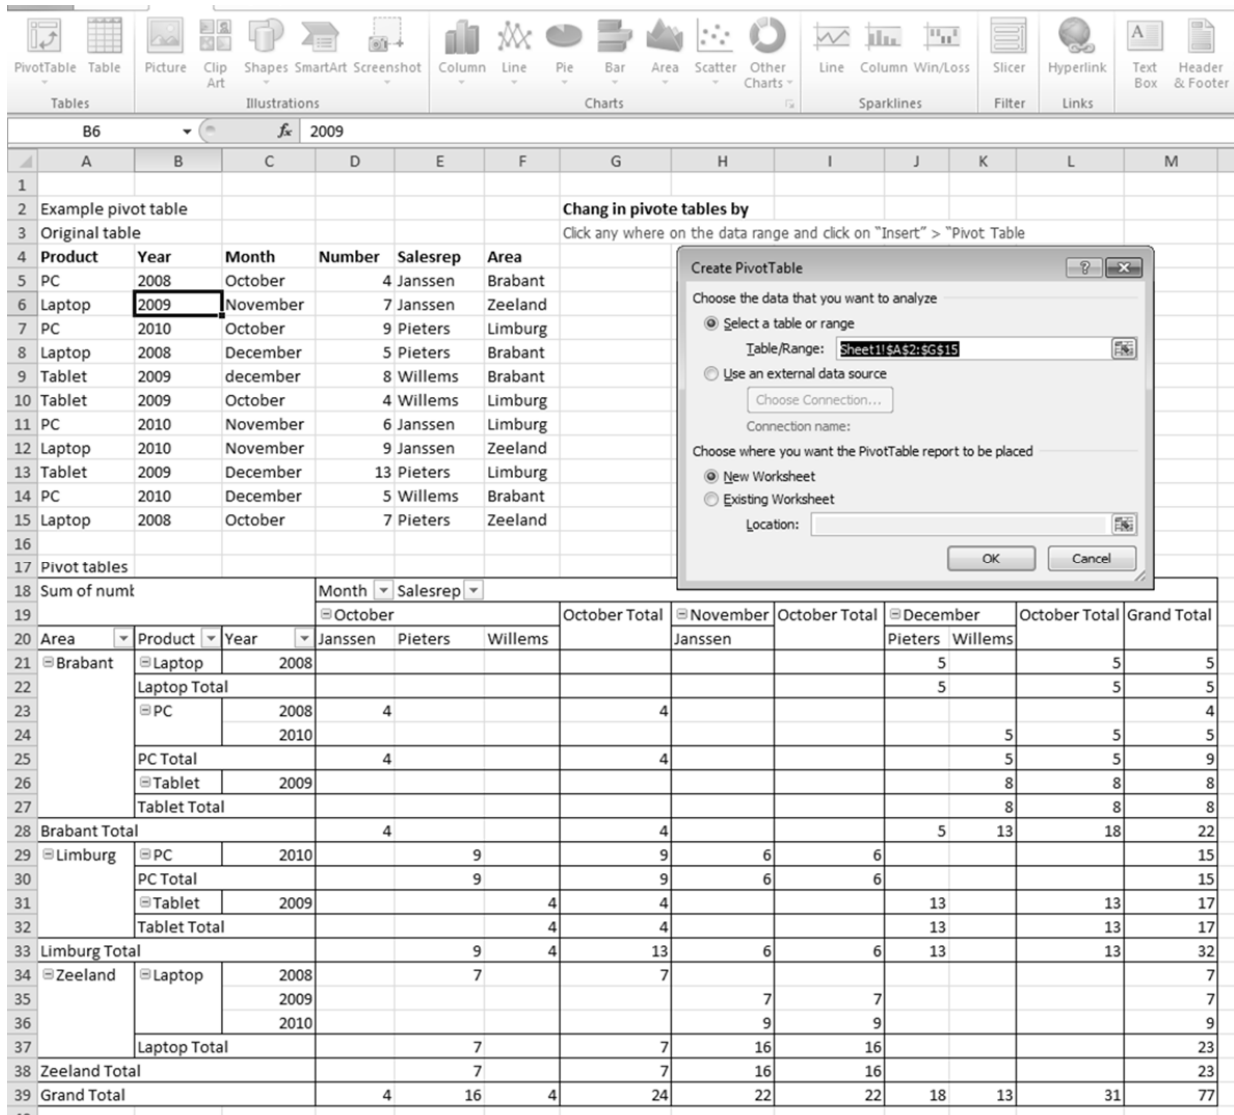 PivotTable Table Picture Clip Art Shapes SmartArt Screenshot Column Line Pie Bar Area Scatter Other Charts Line Column Win/Loss Slicer Hyperlink Text Box Header & Footer
Tables Illustrations Charts Sparklines Filter Links
B6 fx 2009
A B C D E F G H I J K L M
1
2 Example pivot table Chang in pivote tables by
3 Original table Click any where on the data range and click on "Insert" > "Pivot Table
4 Product Year Month Number Salesrep Area
5 PC 2008 October 4 Janssen Brabant
6 Laptop 2009 November 7 Janssen Zeeland
7 PC 2010 October 9 Pieters Limburg
8 Laptop 2008 December 5 Pieters Brabant
9 Tablet 2009 december 8 Willems Brabant
10 Tablet 2009 October 4 Willems Limburg
11 PC 2010 November 6 Janssen Limburg
12 Laptop 2010 November 9 Janssen Zeeland
13 Tablet 2009 December 13 Pieters Limburg
14 PC 2010 December 5 Willems Brabant
15 Laptop 2008 October 7 Pieters Zeeland
16
Create PivotTable
Choose the data that you want to analyze
Select a table or range
Table/Range: Sheet1!$A$2:$G$15
Use an external data source
Choose Connection...
Connection name:
Choose where you want the PivotTable report to be placed
New Worksheet
Existing Worksheet
Location:
OK Cancel
17 Pivot tables
18 Sum of numb Month Salesrep
19 October October Total November October Total December October Total Grand Total
20 Area Product Year Janssen Pieters Willems Janssen Pieters Willems
21 Brabant Laptop 2008 5 5 5
22 Laptop Total 5 5 5
23 PC 2008 4 4 4
24 2010 5 5 5
25 PC Total 4 4 5 5 9
26 Tablet 2009 8 8 8
27 Tablet Total 8 8 8
28 Brabant Total 4 4 5 13 18 22
29 Limburg PC 2010 9 9 6 6 15
30 PC Total 9 9 6 6 15
31 Tablet 2009 4 4 13 13 17
32 Tablet Total 4 4 13 13 17
33 Limburg Total 9 4 13 6 6 13 13 32
34 Zeeland Laptop 2008 7 7 7
35 2009 7 7 7
36 2010 9 9 9
37 Laptop Total 7 7 16 16 23
38 Zeeland Total 7 7 16 16 23
39 Grand Total 4 16 4 24 22 22 18 13 31 77